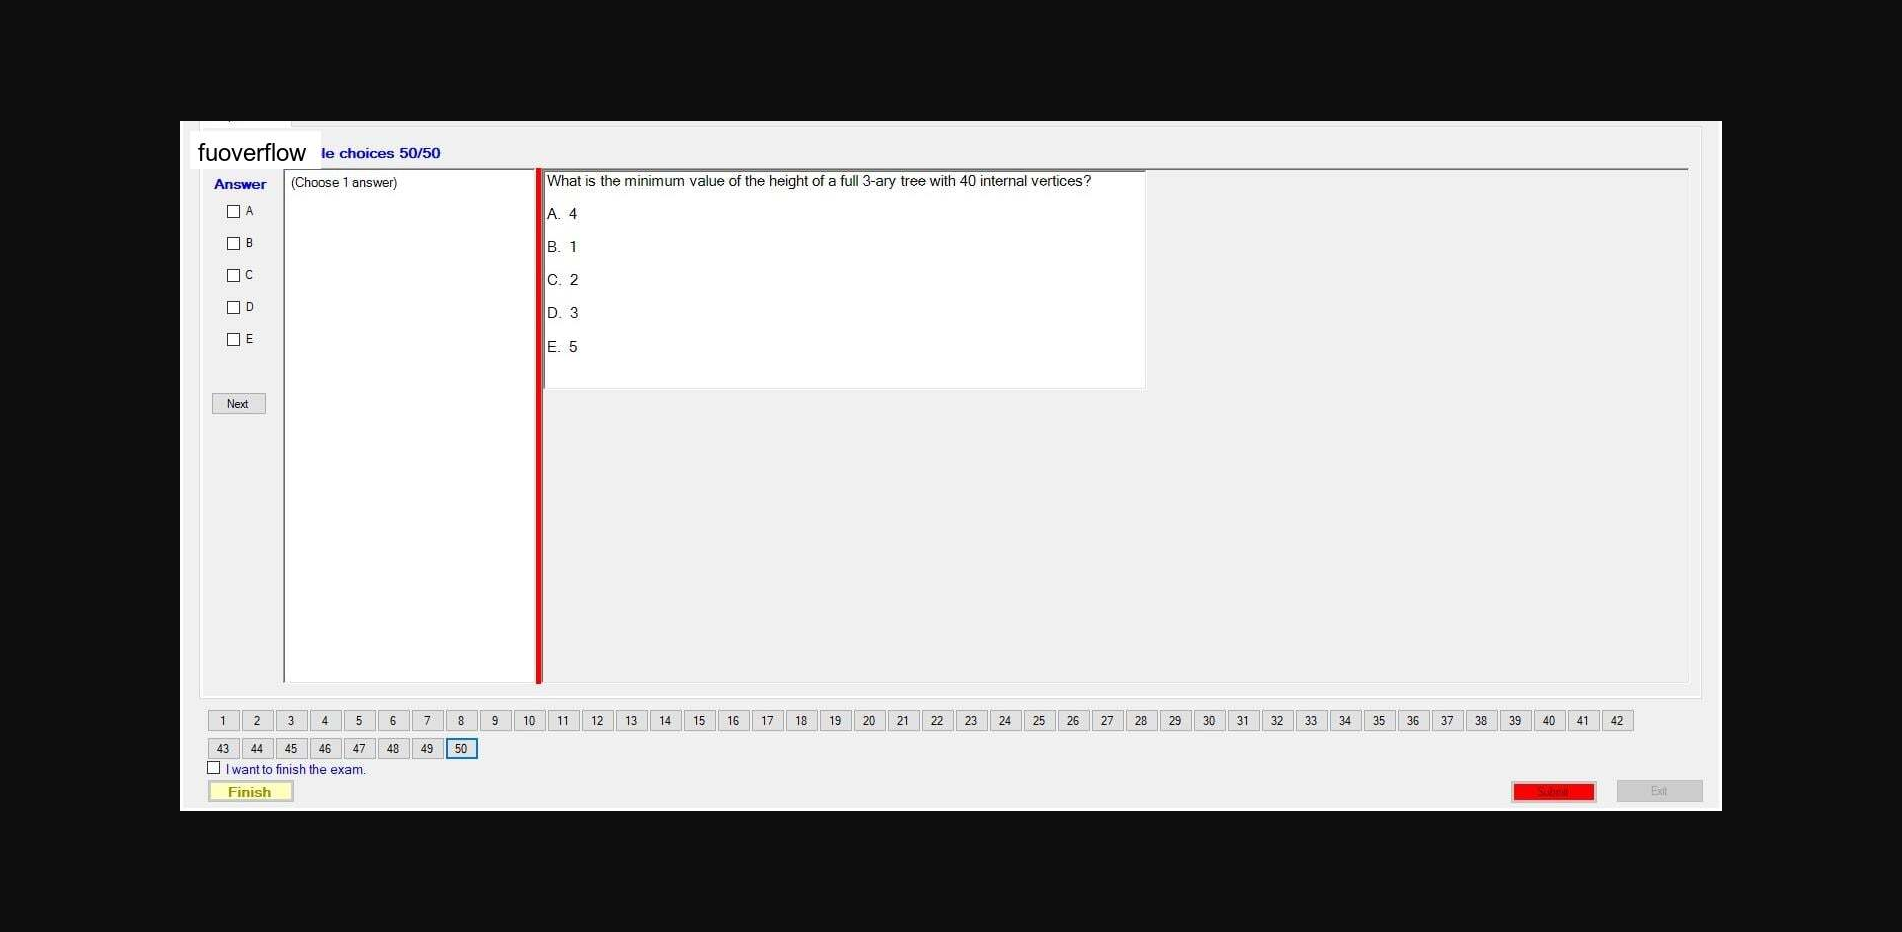 fuoverflow le choices 50/50
Answer
(Choose 1 answer)
A
B
C
D
E
Next
What is the minimum value of the height of a full 3-ary tree with 40 internal vertices?
A. 4
B. 1
C. 2
D. 3
E. 5
1 2 3 4 5 6 7 8 9 10 11 12 13 14 15 16 17 18 19 20 21 22 23 24 25 26 27 28 29 30 31 32 33 34 35 36 37 38 39 40 41 42
43 44 45 46 47 48 49 50
I want to finish the exam.
Finish
Submit
Exit